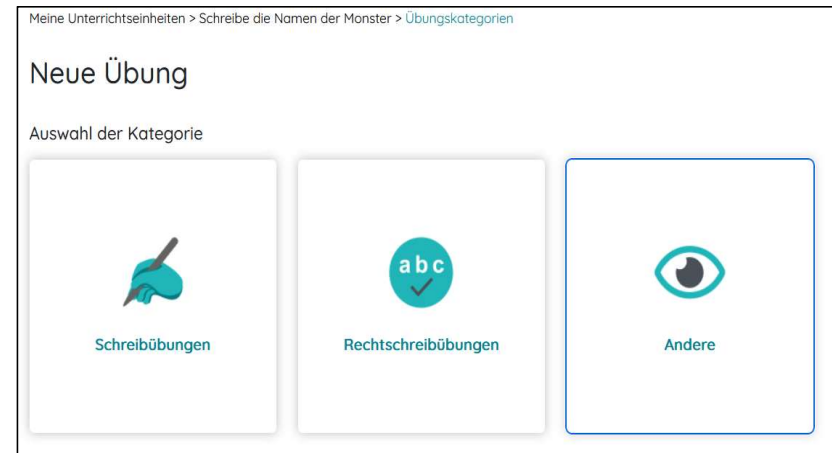 Meine Unterrichtseinheiten > Schreibe die Namen der Monster > Übungskategorien
Neue Übung
Auswahl der Kategorie
abc
Schreibübungen
Rechtschreibübungen
Andere